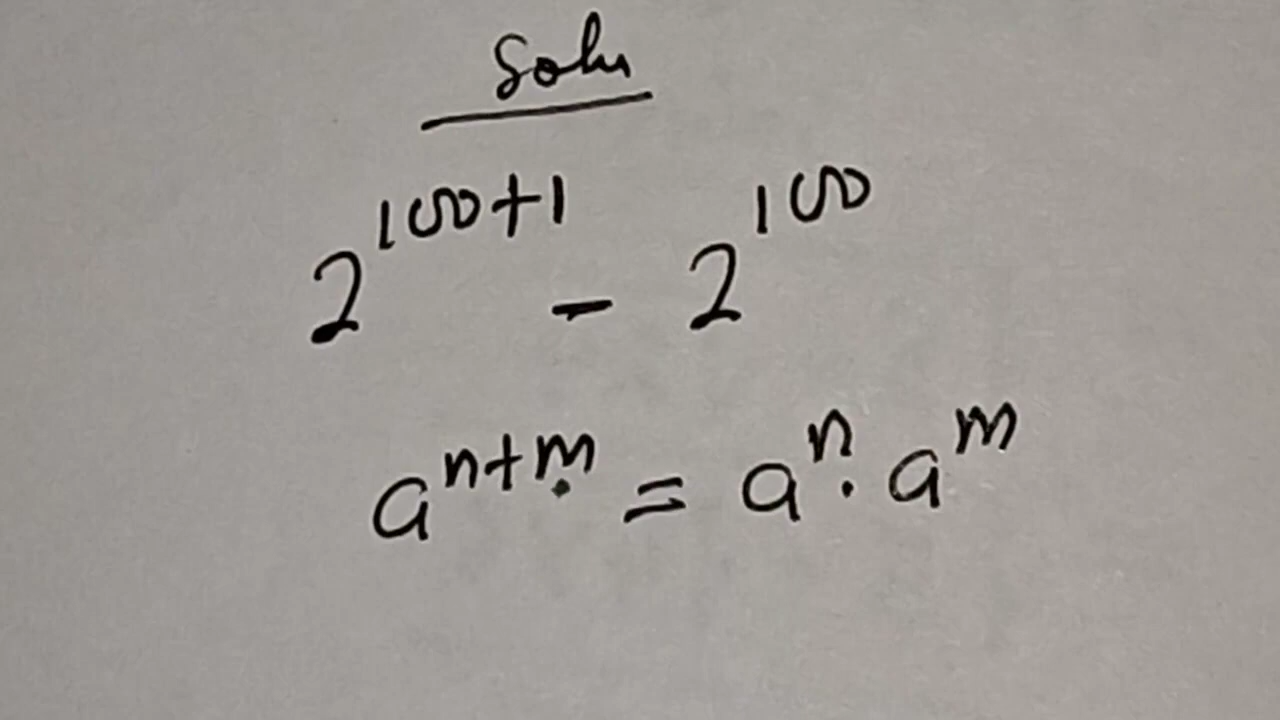 Soln
2^{100+1} - 2^{100}
a^{n+m} = a^n . a^m